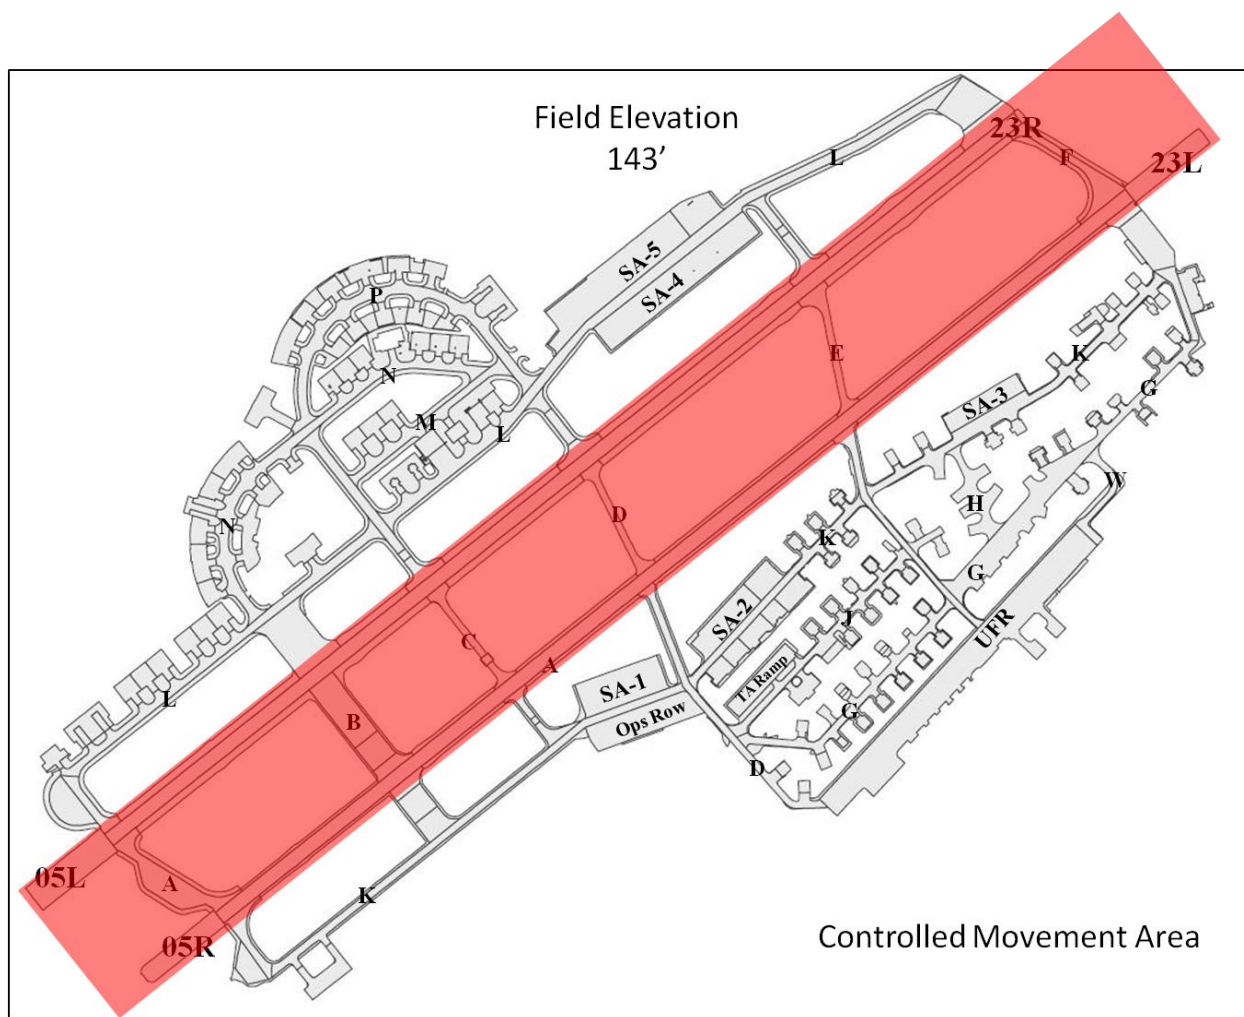 Field Elevation
143’
23R
L
F
23L
SA-5
SA-4
P
E
K
N
G
SA-3
M
L
W
H
N
D
K
G
SA-2
J
UFR
C
A
TA Ramp
SA-1
L
Ops Row
G
B
D
05L
A
K
05R
Controlled Movement Area